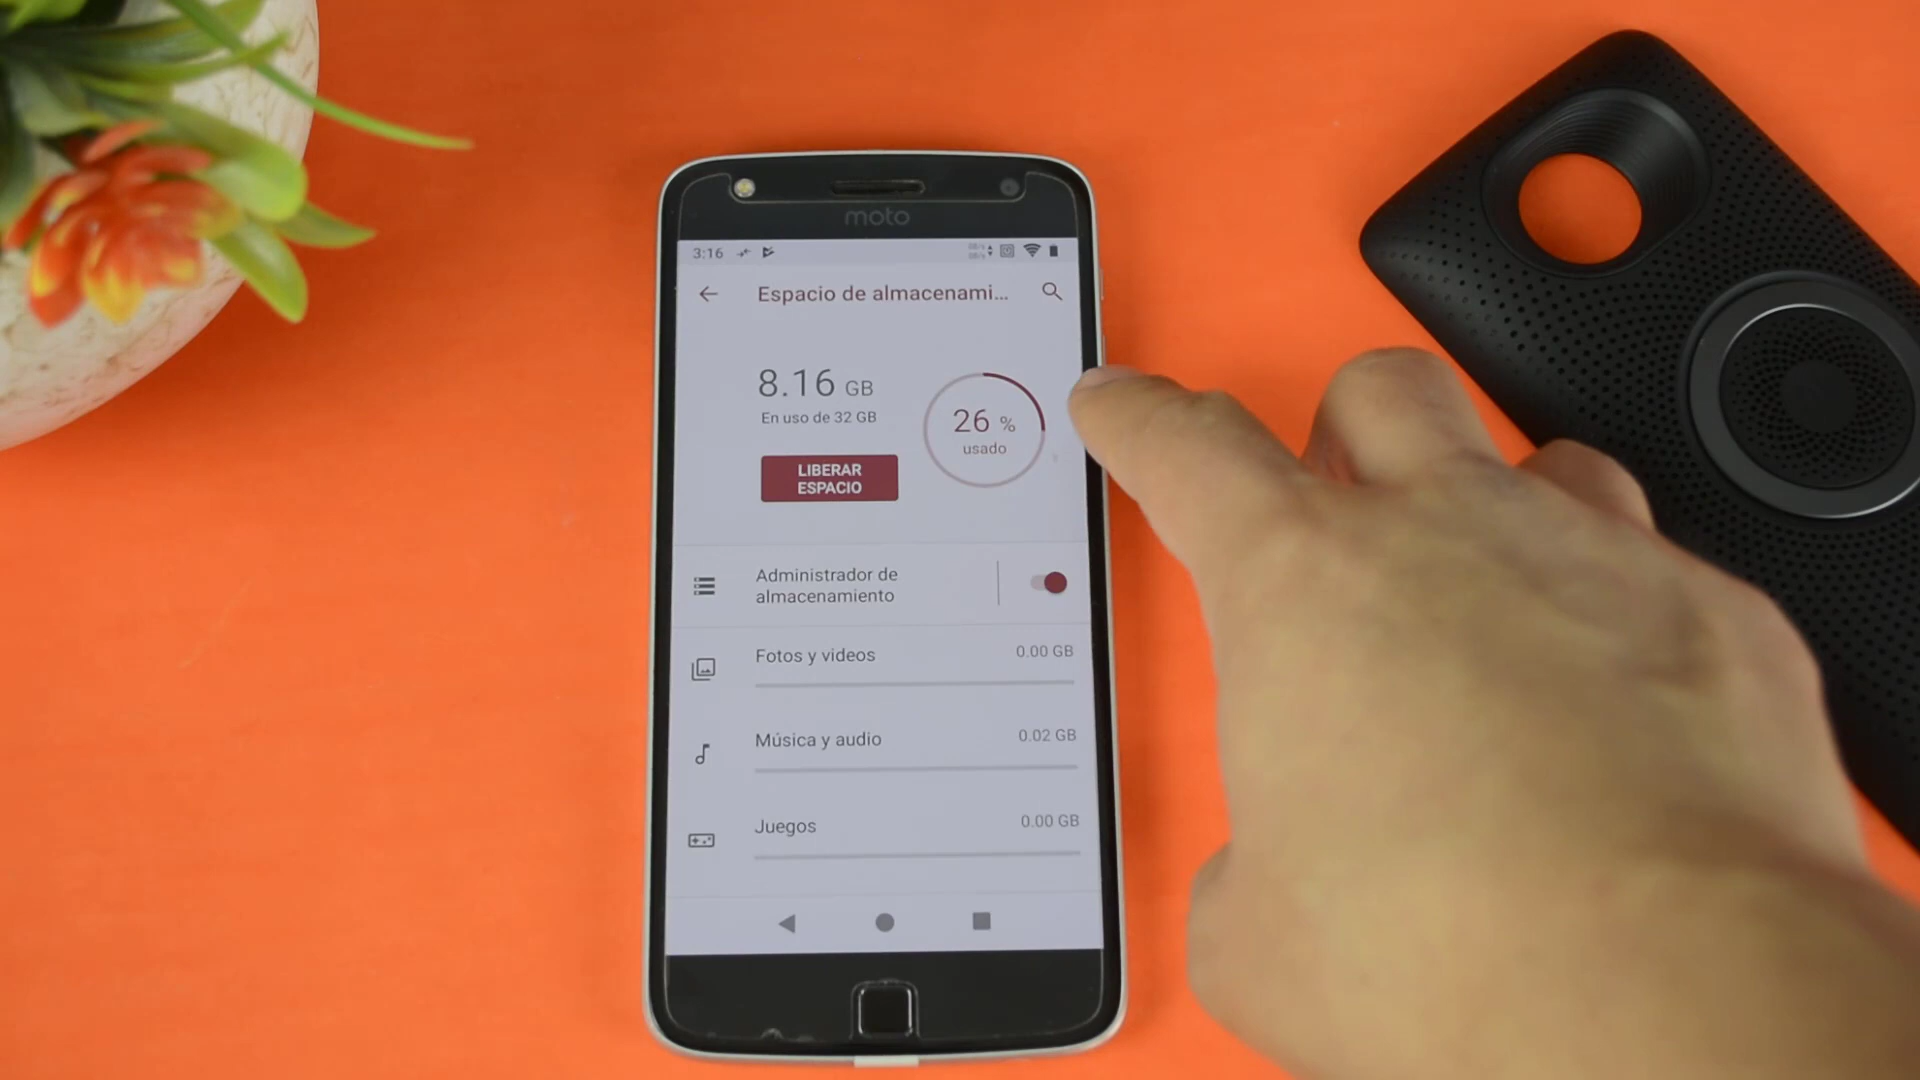 moto
3:16
Espacio de almacenami...
8.16 GB
En uso de 32 GB
26 %
usado
LIBERAR
ESPACIO
Administrador de
almacenamiento
Fotos y videos
0.00 GB
Música y audio
0.02 GB
Juegos
0.00 GB